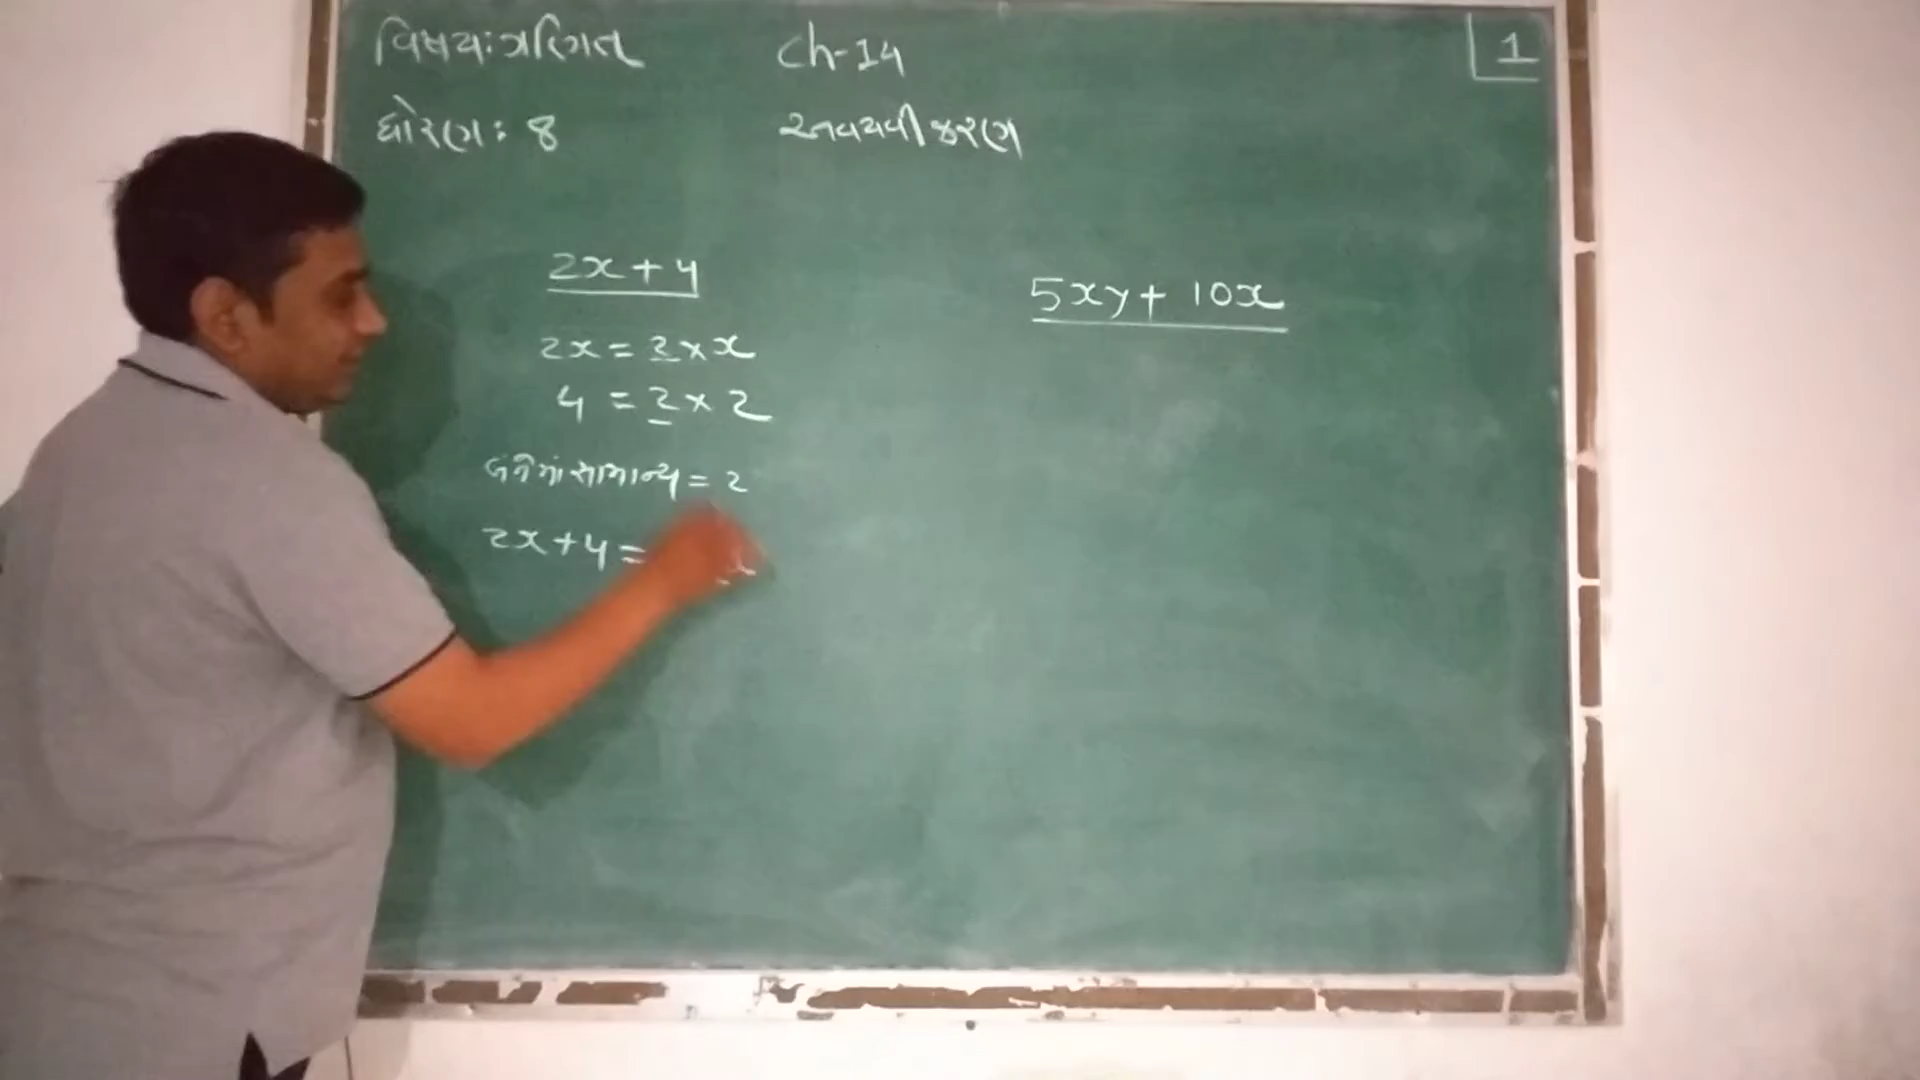 વિષય: ગણિત
ધોરણ: 8
Ch-14
અવયવીકરણ
1
2x + 4
2x = 2 × x
4 = 2 × 2
બંનેમાં સામાન્ય = 2
2x + 4 =
5xy + 10x